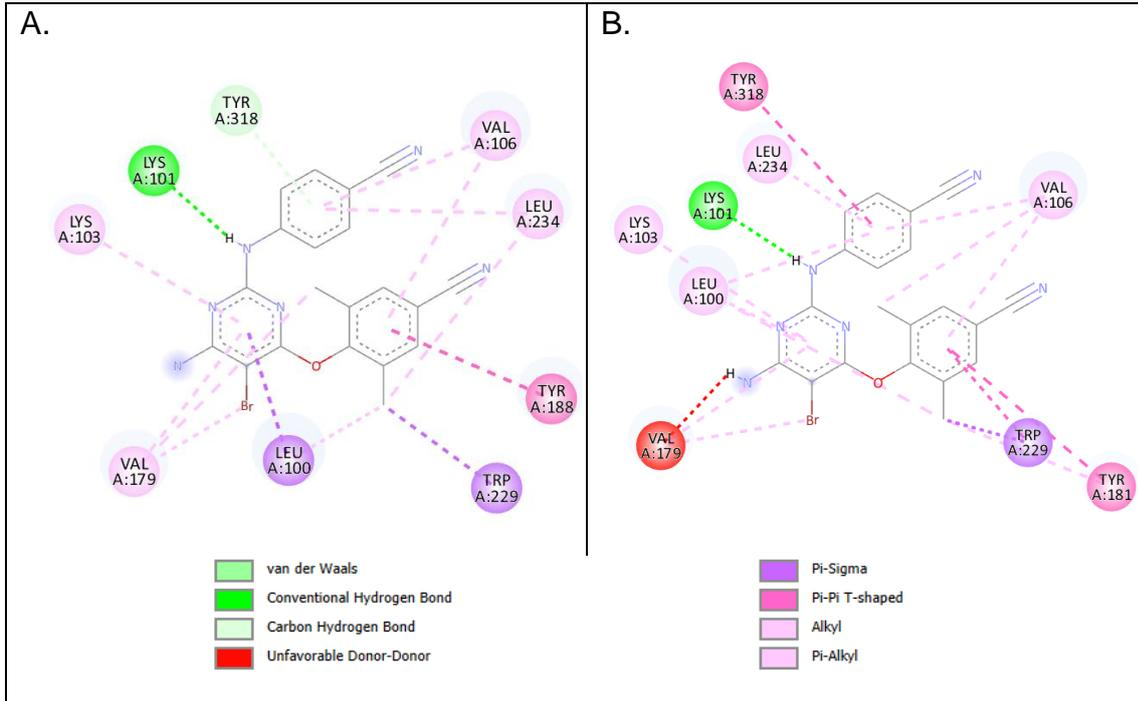 A.
TYR
A:318
LYS
A:101
VAL
A:106
LYS
A:103
LEU
A:234
N
H
N
N
N
N
N
O
Br
TYR
A:188
VAL
A:179
LEU
A:100
TRP
A:229
B.
TYR
A:318
LEU
A:234
LYS
A:101
VAL
A:106
LYS
A:103
LEU
A:100
N
H
N
N
N
N
H
N
O
Br
VAL
A:179
TRP
A:229
TYR
A:181
van der Waals
Conventional Hydrogen Bond
Carbon Hydrogen Bond
Unfavorable Donor-Donor
Pi-Sigma
Pi-Pi T-shaped
Alkyl
Pi-Alkyl